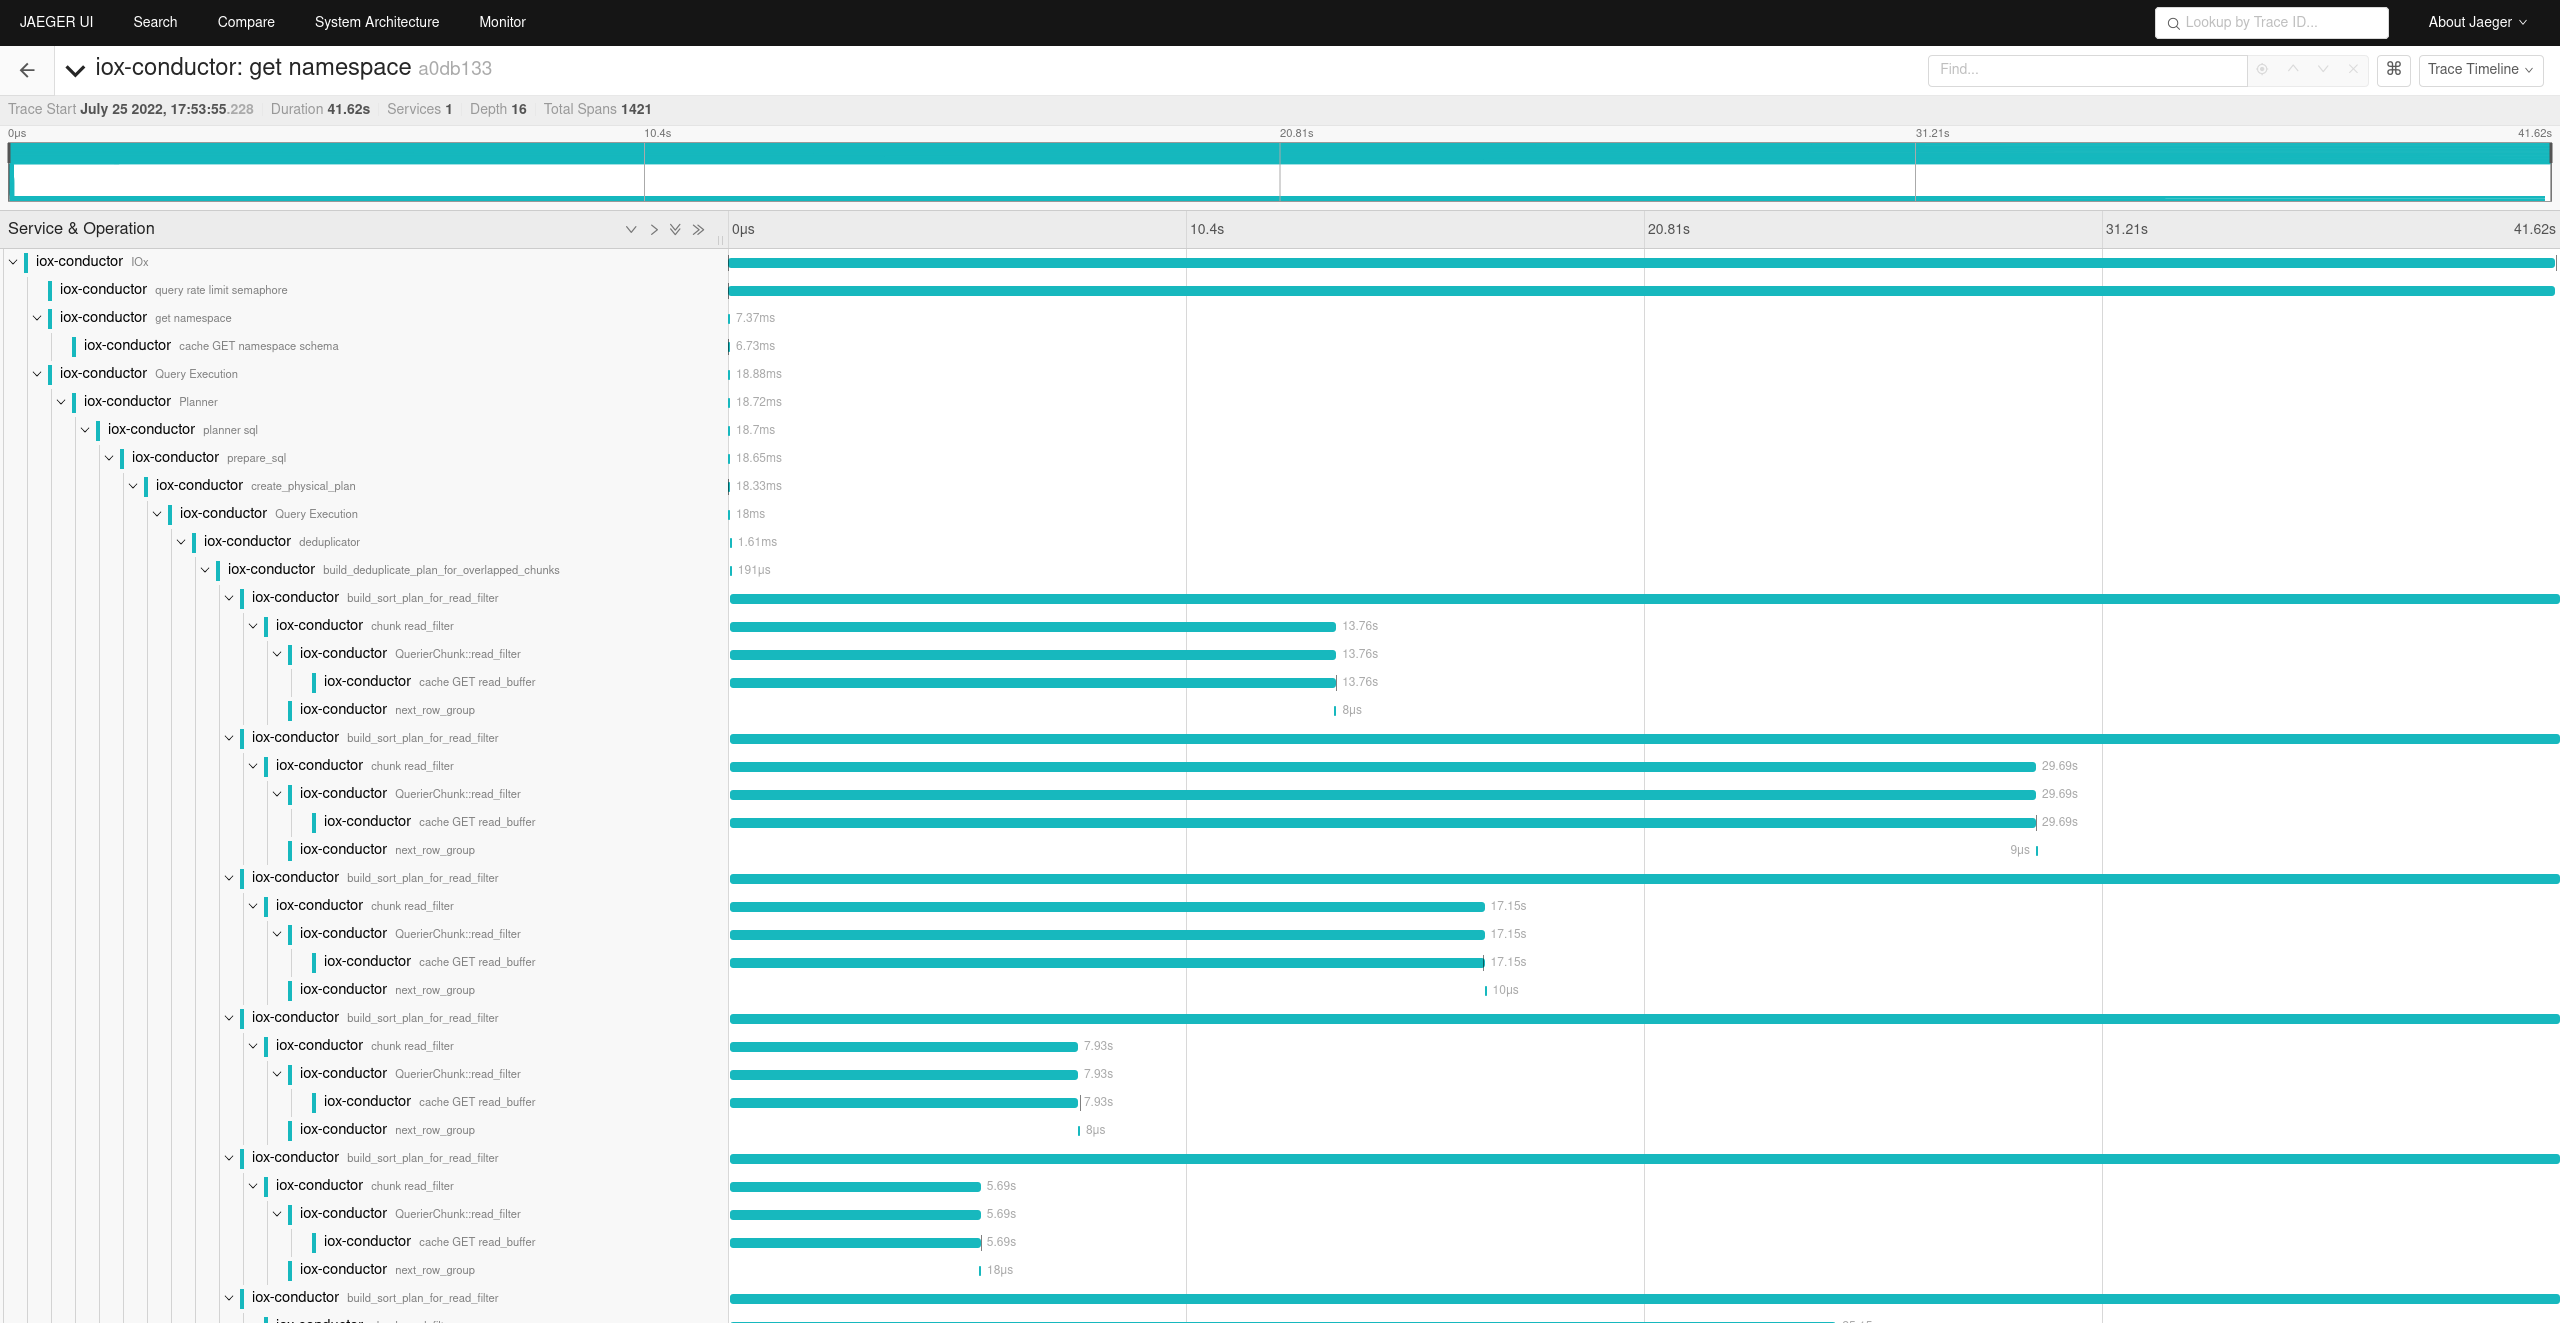 JAEGER UI Search Compare System Architecture Monitor Lookup by Trace ID... About Jaeger
iox-conductor: get namespace a0db133 Find... ⌘ Trace Timeline
Trace Start July 25 2022, 17:53:55.228 Duration 41.62s Services 1 Depth 16 Total Spans 1421
0μs 10.4s 20.81s 31.21s 41.62s
Service & Operation 0μs 10.4s 20.81s 31.21s 41.62s
iox-conductor IOx
iox-conductor query rate limit semaphore
iox-conductor get namespace 7.37ms
iox-conductor cache GET namespace schema 6.73ms
iox-conductor Query Execution 18.88ms
iox-conductor Planner 18.72ms
iox-conductor planner sql 18.7ms
iox-conductor prepare_sql 18.65ms
iox-conductor create_physical_plan 18.33ms
iox-conductor Query Execution 18ms
iox-conductor deduplicator 1.61ms
iox-conductor build_deduplicate_plan_for_overlapped_chunks 191μs
iox-conductor build_sort_plan_for_read_filter
iox-conductor chunk read_filter 13.76s
iox-conductor QuerierChunk::read_filter 13.76s
iox-conductor cache GET read_buffer 13.76s
iox-conductor next_row_group 8μs
iox-conductor build_sort_plan_for_read_filter
iox-conductor chunk read_filter 29.69s
iox-conductor QuerierChunk::read_filter 29.69s
iox-conductor cache GET read_buffer 29.69s
iox-conductor next_row_group 9μs
iox-conductor build_sort_plan_for_read_filter
iox-conductor chunk read_filter 17.15s
iox-conductor QuerierChunk::read_filter 17.15s
iox-conductor cache GET read_buffer 17.15s
iox-conductor next_row_group 10μs
iox-conductor build_sort_plan_for_read_filter
iox-conductor chunk read_filter 7.93s
iox-conductor QuerierChunk::read_filter 7.93s
iox-conductor cache GET read_buffer 7.93s
iox-conductor next_row_group 8μs
iox-conductor build_sort_plan_for_read_filter
iox-conductor chunk read_filter 5.69s
iox-conductor QuerierChunk::read_filter 5.69s
iox-conductor cache GET read_buffer 5.69s
iox-conductor next_row_group 18μs
iox-conductor build_sort_plan_for_read_filter